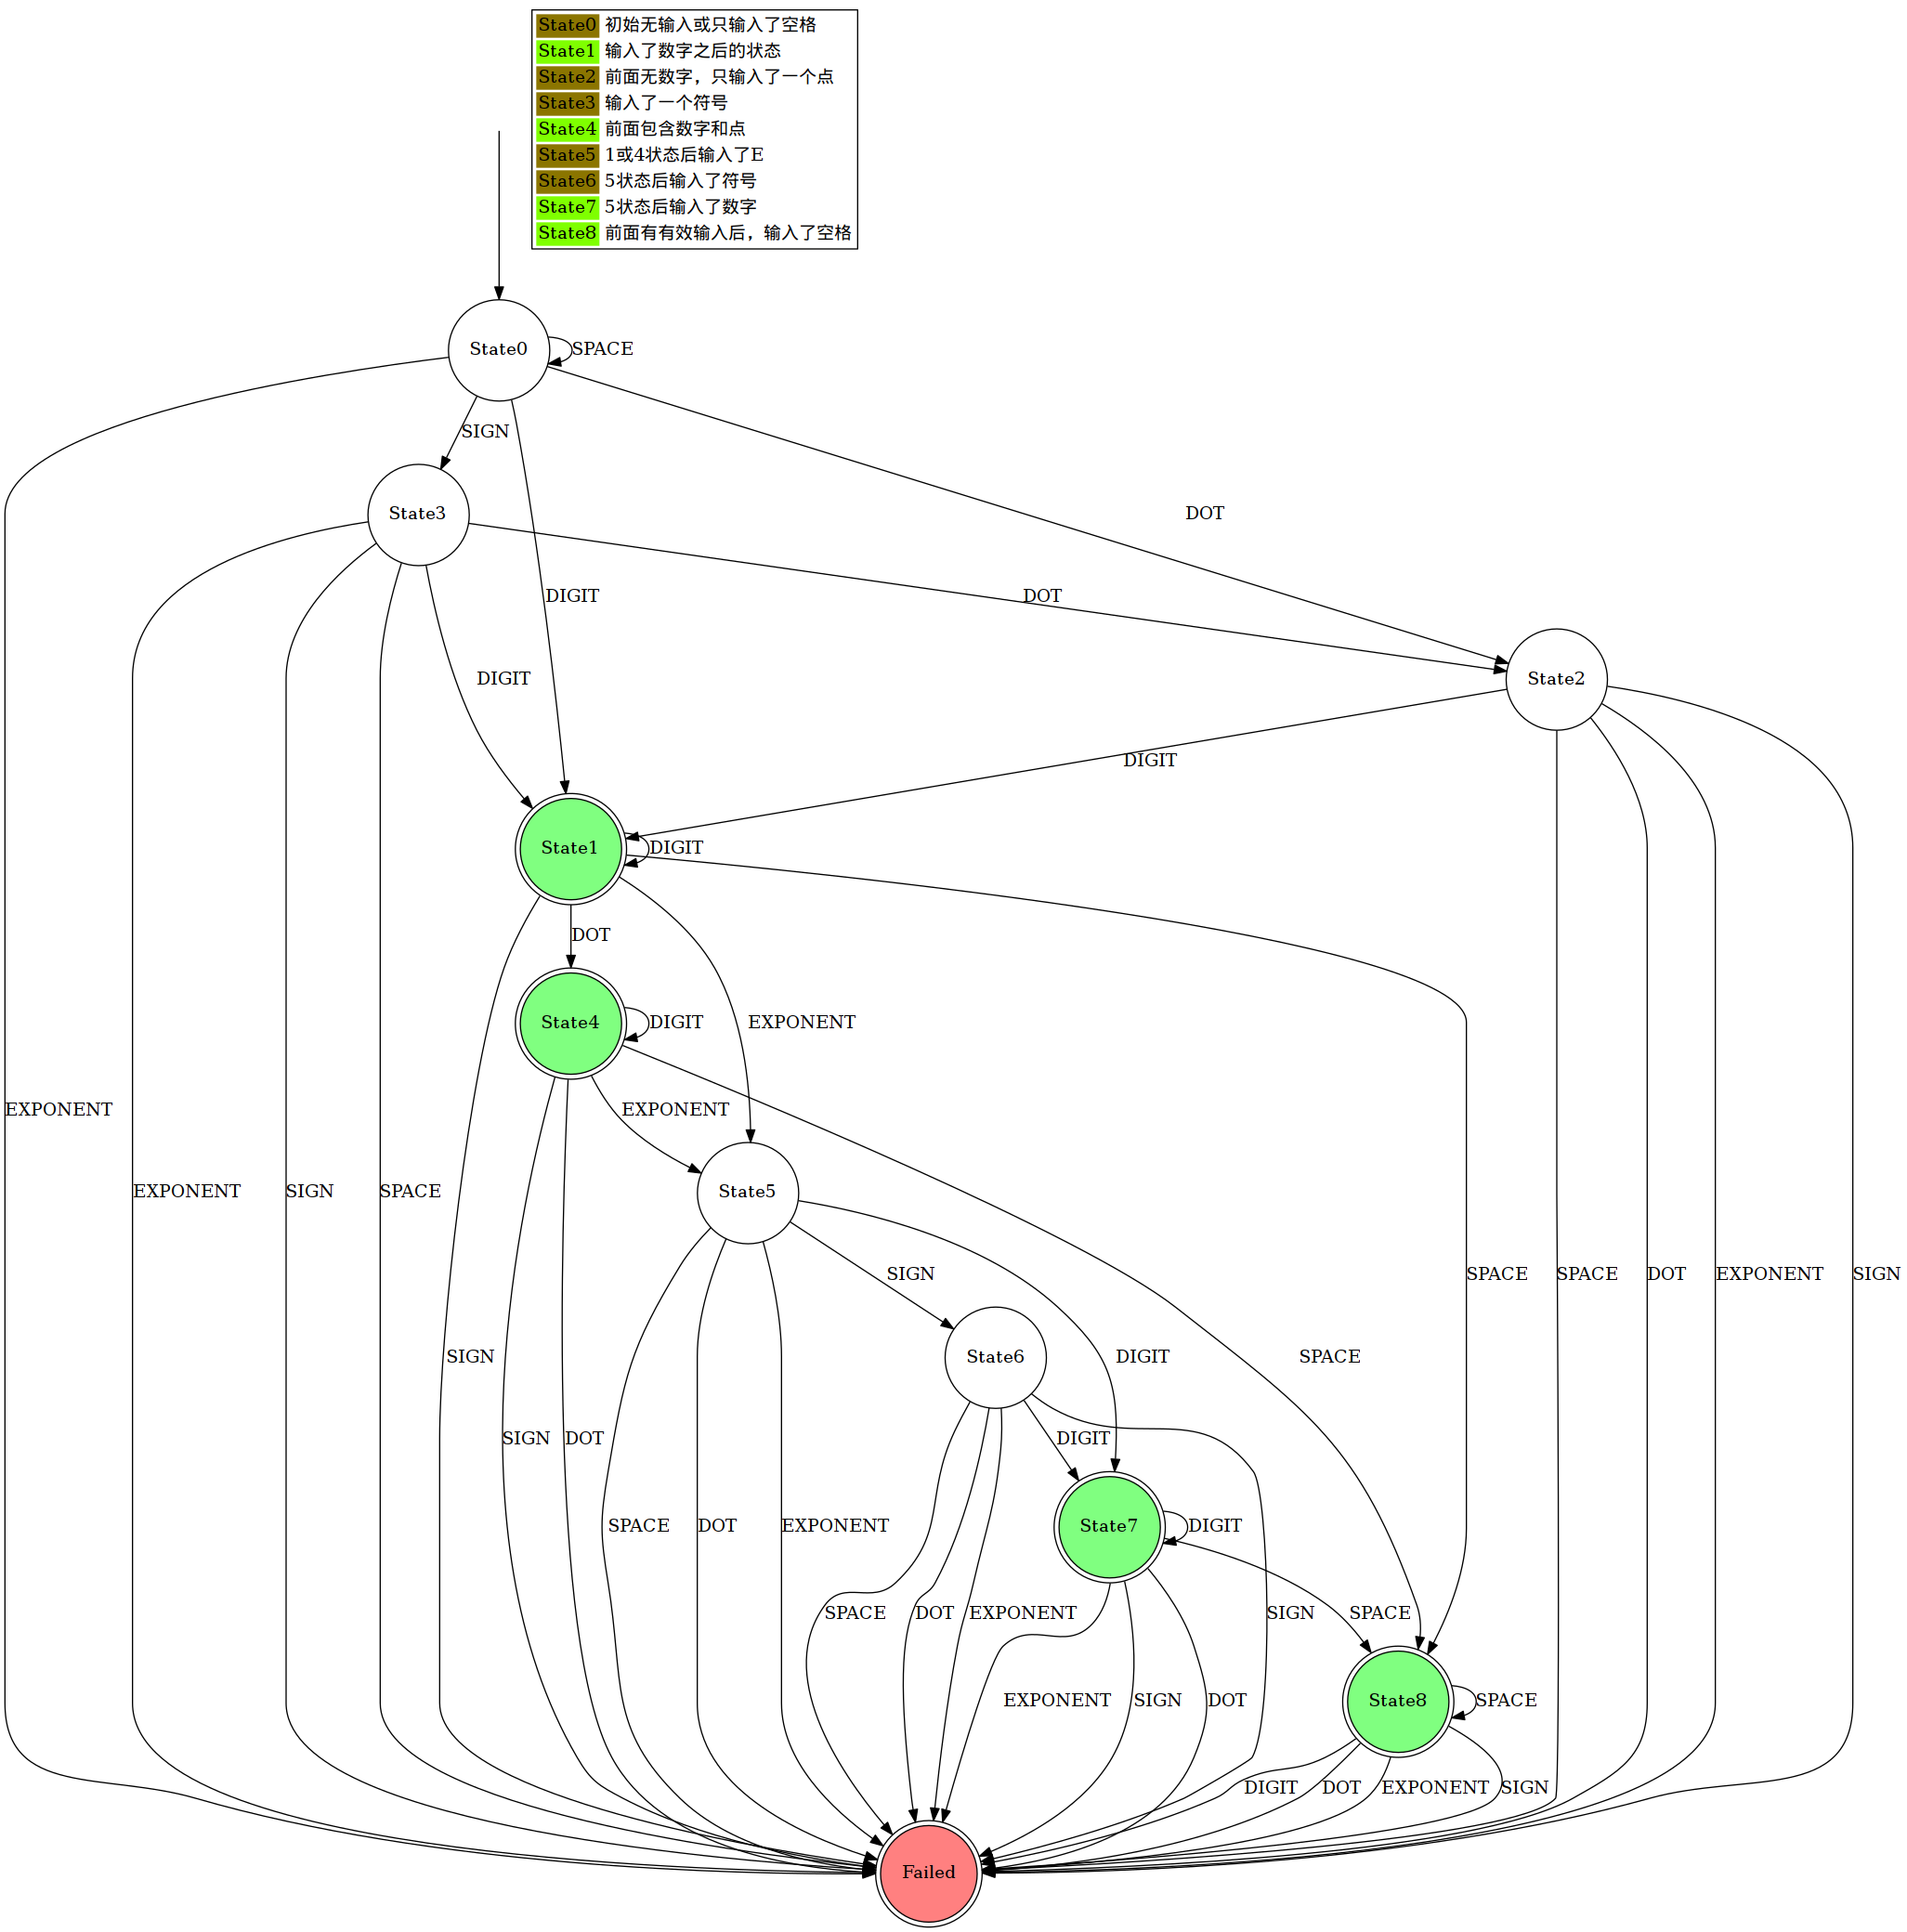 State0 初始无输入或只输入了空格
State1 输入了数字之后的状态
State2 前面无数字，只输入了一个点
State3 输入了一个符号
State4 前面包含数字和点
State5 1或4状态后输入了E
State6 5状态后输入了符号
State7 5状态后输入了数字
State8 前面有有效输入后，输入了空格
State0
SPACE
SIGN
State3
DOT
DIGIT
DOT
DIGIT
State2
DIGIT
State1
DIGIT
DOT
State4
DIGIT
EXPONENT
EXPONENT
EXPONENT
EXPONENT
SIGN
SPACE
State5
SIGN
SPACE
SPACE
DOT
EXPONENT
SIGN
SIGN
State6
DIGIT
SPACE
SIGN
DOT
DIGIT
SPACE
DOT
EXPONENT
State7
DIGIT
SPACE
DOT
EXPONENT
SIGN
SPACE
EXPONENT
SIGN
DOT
State8
SPACE
DIGIT
DOT
EXPONENT
SIGN
Failed